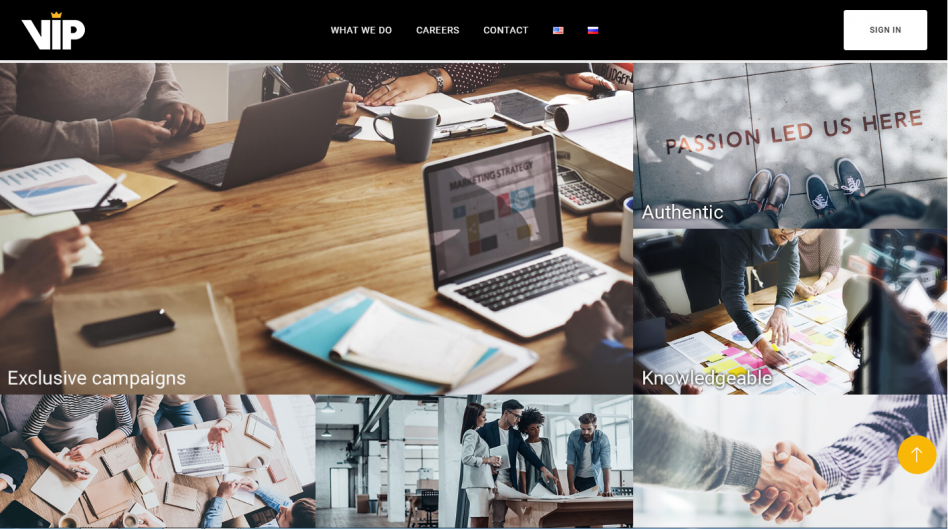 VIP
WHAT WE DO
CAREERS
CONTACT
SIGN IN
MARKETING STRATEGY
PASSION LED US HERE
Authentic
Exclusive campaigns
Knowledgeable